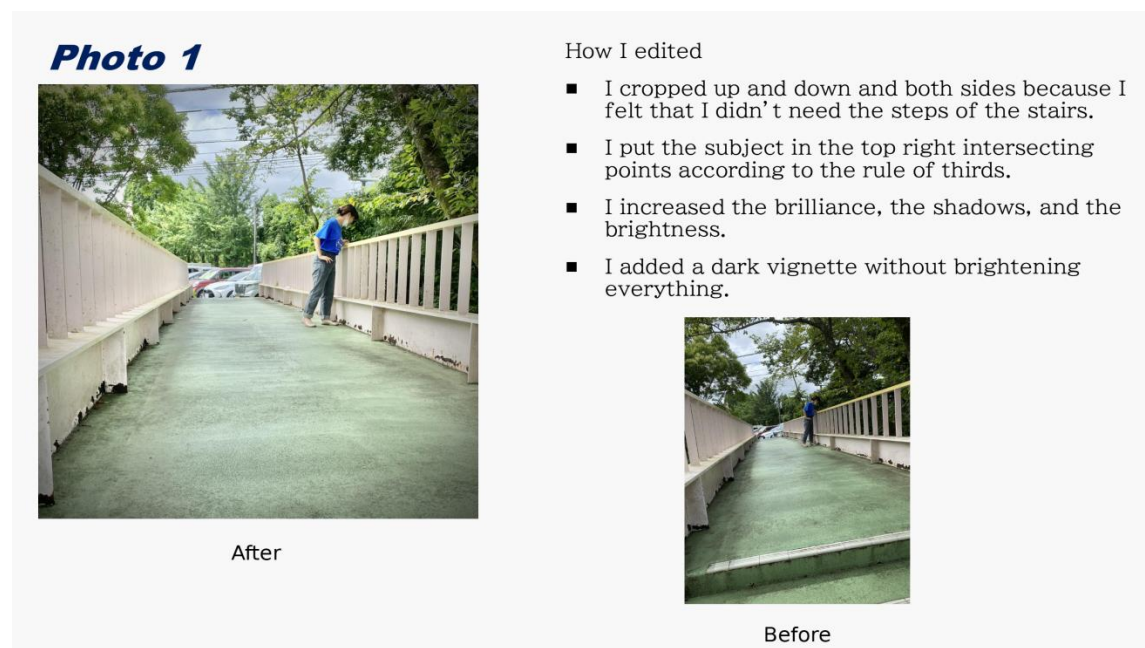 Photo 1
How I edited
■ I cropped up and down and both sides because I
felt that I didn’t need the steps of the stairs.
■ I put the subject in the top right intersecting
points according to the rule of thirds.
■ I increased the brilliance, the shadows, and the
brightness.
■ I added a dark vignette without brightening
everything.
After
Before